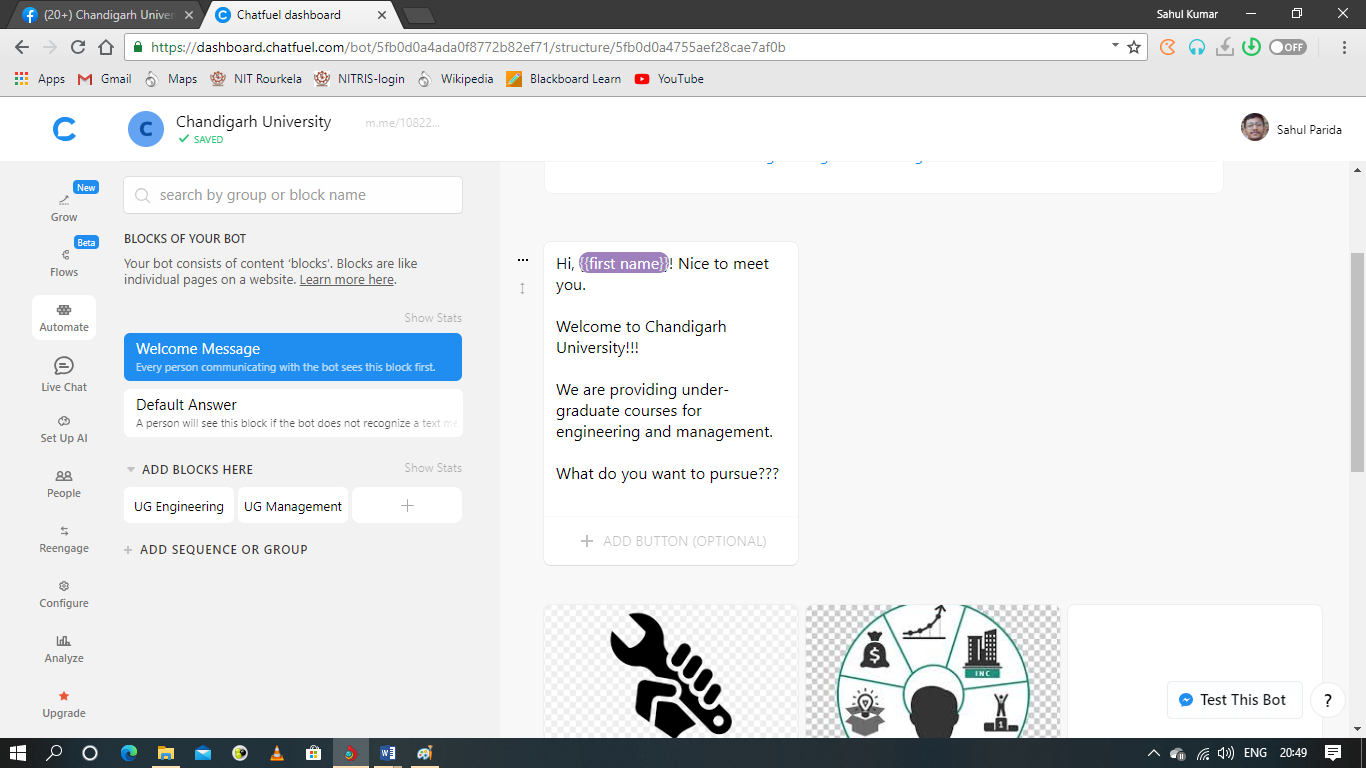 (20+) Chandigarh Univer
Chatfuel dashboard
Sahul Kumar
https://dashboard.chatfuel.com/bot/5fb0d0a4ada0f8772b82ef71/structure/5fb0d0a4755aef28cae7af0b
OFF
Apps
Gmail
Maps
NIT Rourkela
NITRIS-login
Wikipedia
Blackboard Learn
YouTube
C
Chandigarh University
m.me/10822...
SAVED
Sahul Parida
New
Grow
Beta
Flows
Automate
Live Chat
Set Up AI
People
Reengage
Configure
Analyze
Upgrade
search by group or block name
BLOCKS OF YOUR BOT
Your bot consists of content ‘blocks’. Blocks are like
individual pages on a website. Learn more here.
Show Stats
Welcome Message
Every person communicating with the bot sees this block first.
Default Answer
A person will see this block if the bot does not recognize a text me
ADD BLOCKS HERE
Show Stats
UG Engineering
UG Management
+ ADD SEQUENCE OR GROUP
Hi, {{first name}}! Nice to meet
you.
Welcome to Chandigarh
University!!!
We are providing under-
graduate courses for
engineering and management.
What do you want to pursue???
+ ADD BUTTON (OPTIONAL)
$
INC
1
Test This Bot
?
ENG
20:49